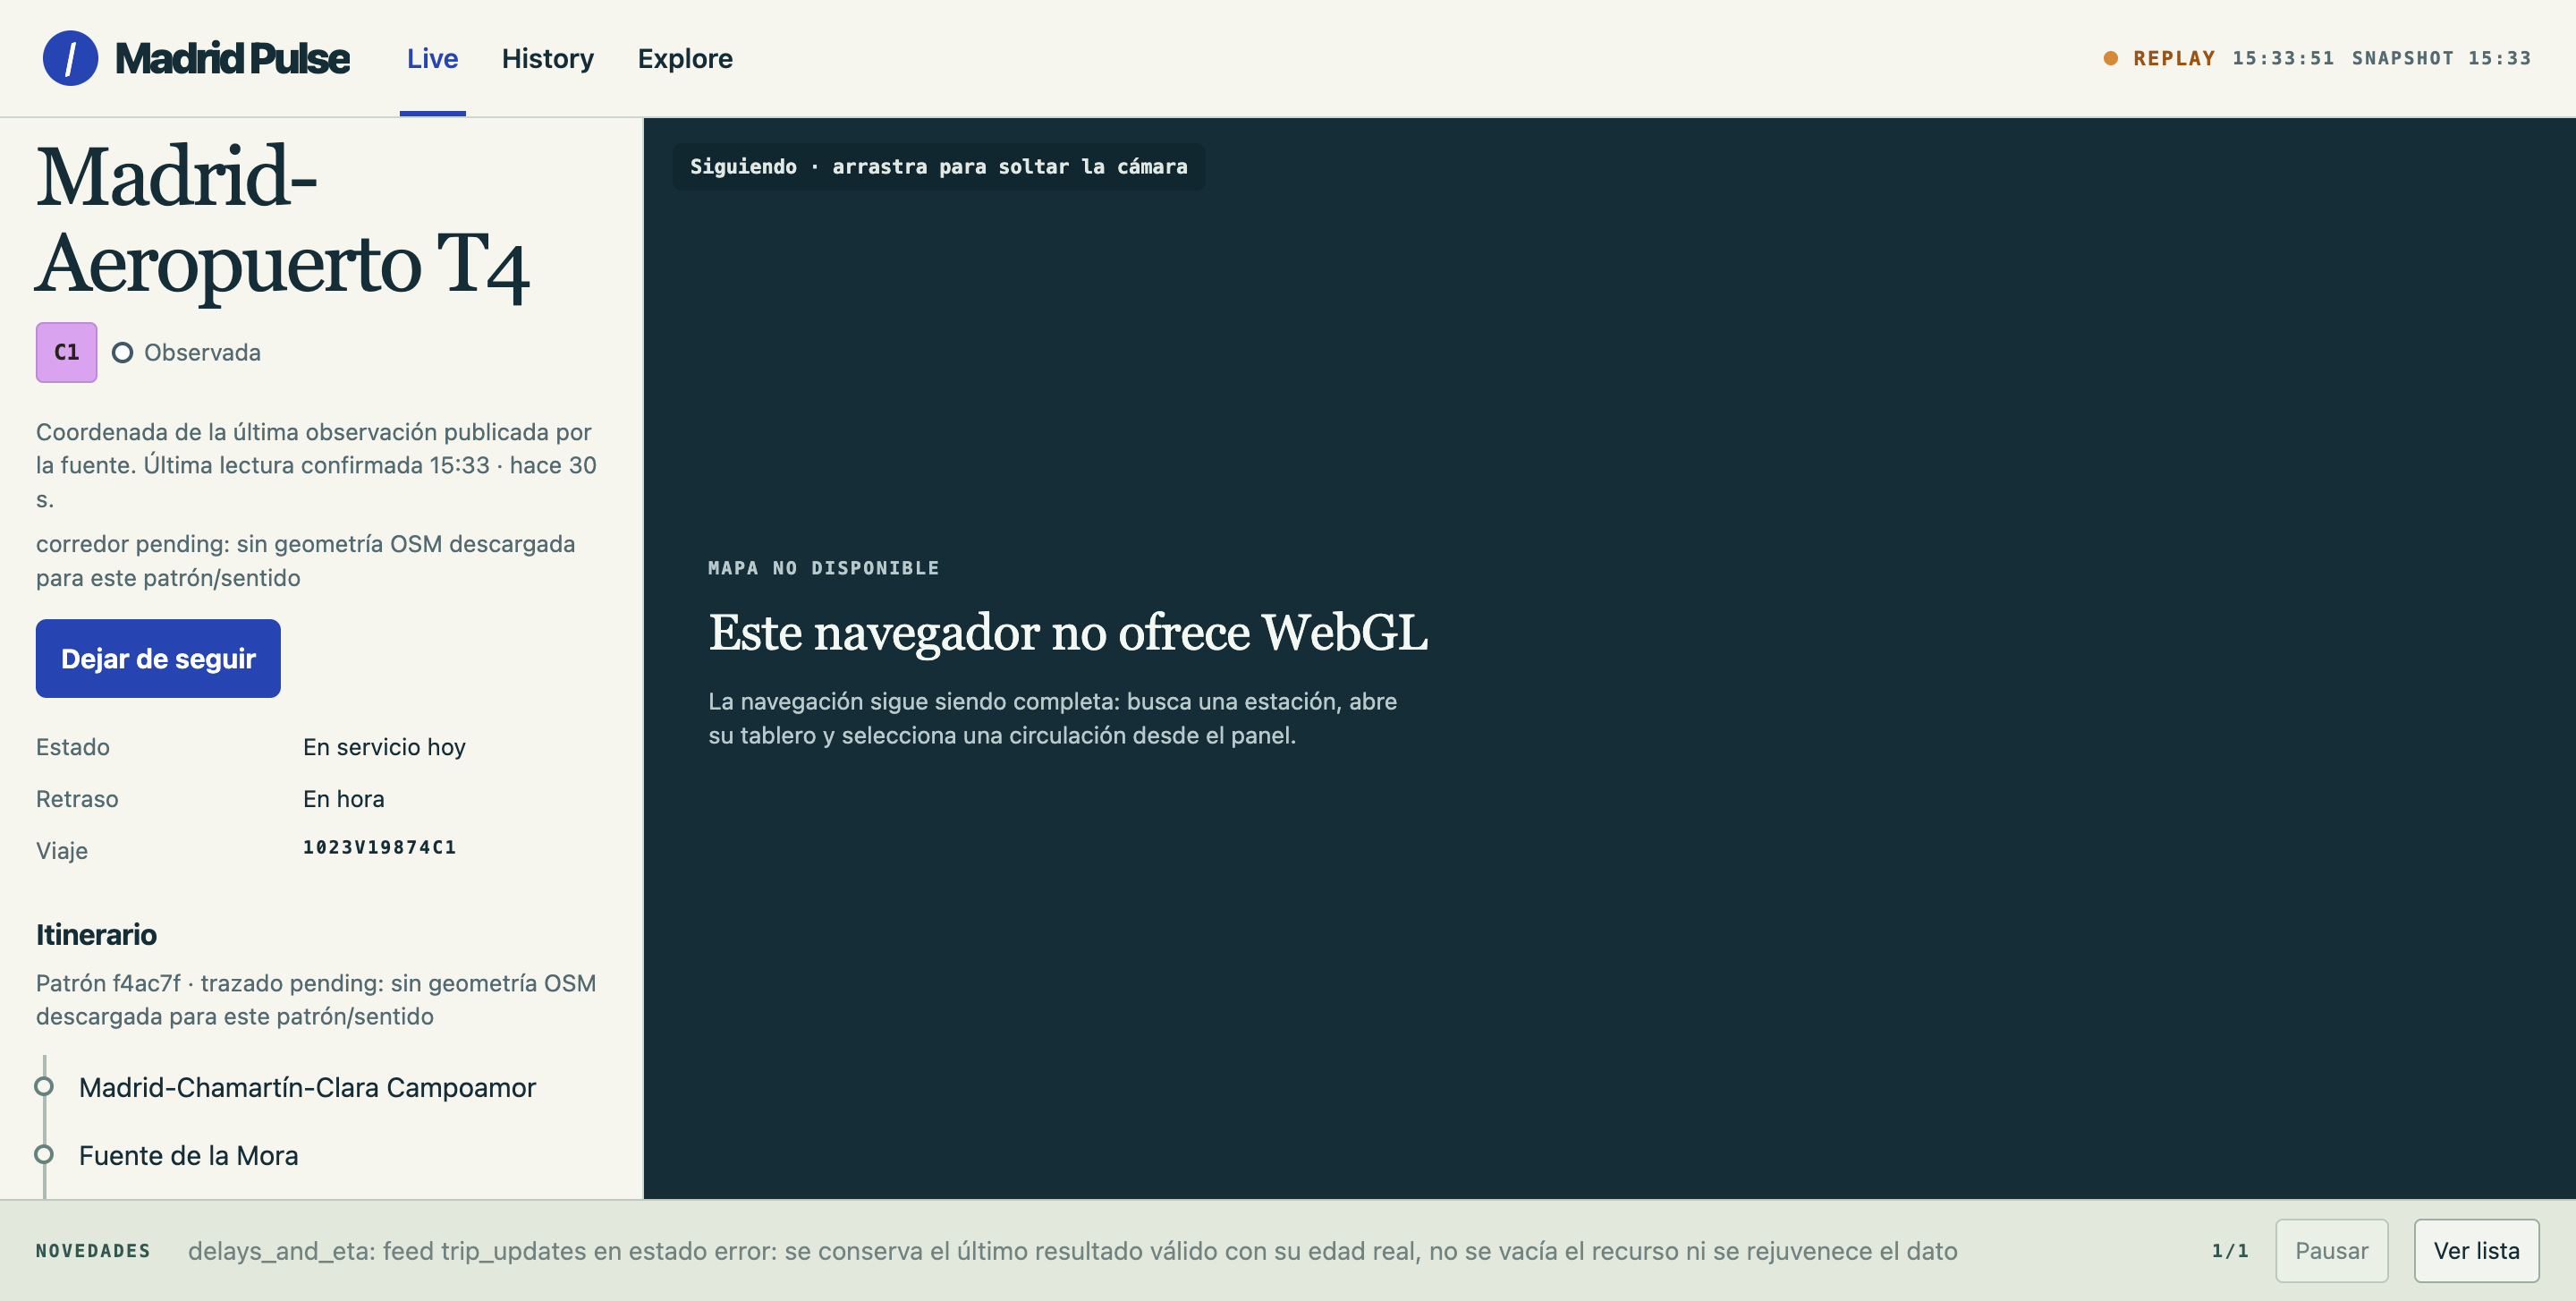 Madrid Pulse
Live
History
Explore
REPLAY 15:33:51 SNAPSHOT 15:33
Madrid-
Aeropuerto T4
C1
Observada
Coordenada de la última observación publicada por
la fuente. Última lectura confirmada 15:33 · hace 30
s.
corredor pending: sin geometría OSM descargada
para este patrón/sentido
Dejar de seguir
Estado En servicio hoy
Retraso En hora
Viaje 1023V19874C1
Itinerario
Patrón f4ac7f · trazado pending: sin geometría OSM
descargada para este patrón/sentido
Madrid-Chamartín-Clara Campoamor
Fuente de la Mora
Siguiendo · arrastra para soltar la cámara
MAPA NO DISPONIBLE
Este navegador no ofrece WebGL
La navegación sigue siendo completa: busca una estación, abre
su tablero y selecciona una circulación desde el panel.
NOVEDADES
delays_and_eta: feed trip_updates en estado error: se conserva el último resultado válido con su edad real, no se vacía el recurso ni se rejuvenece el dato
1/1
Pausar
Ver lista